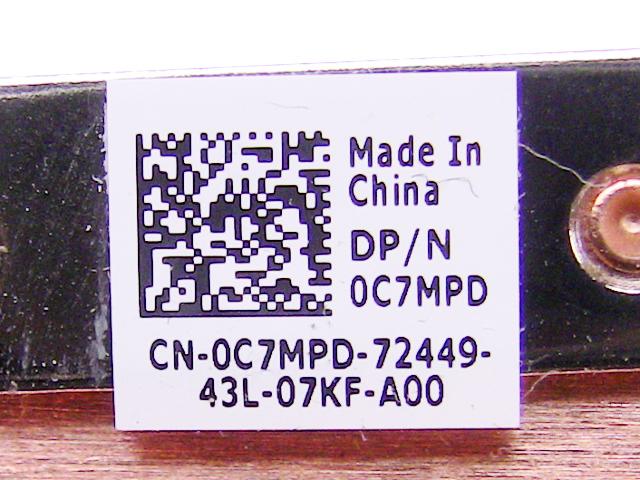 Made In
China
DP/N
0C7MPD
CN-0C7MPD-72449-
43L-07KF-A00